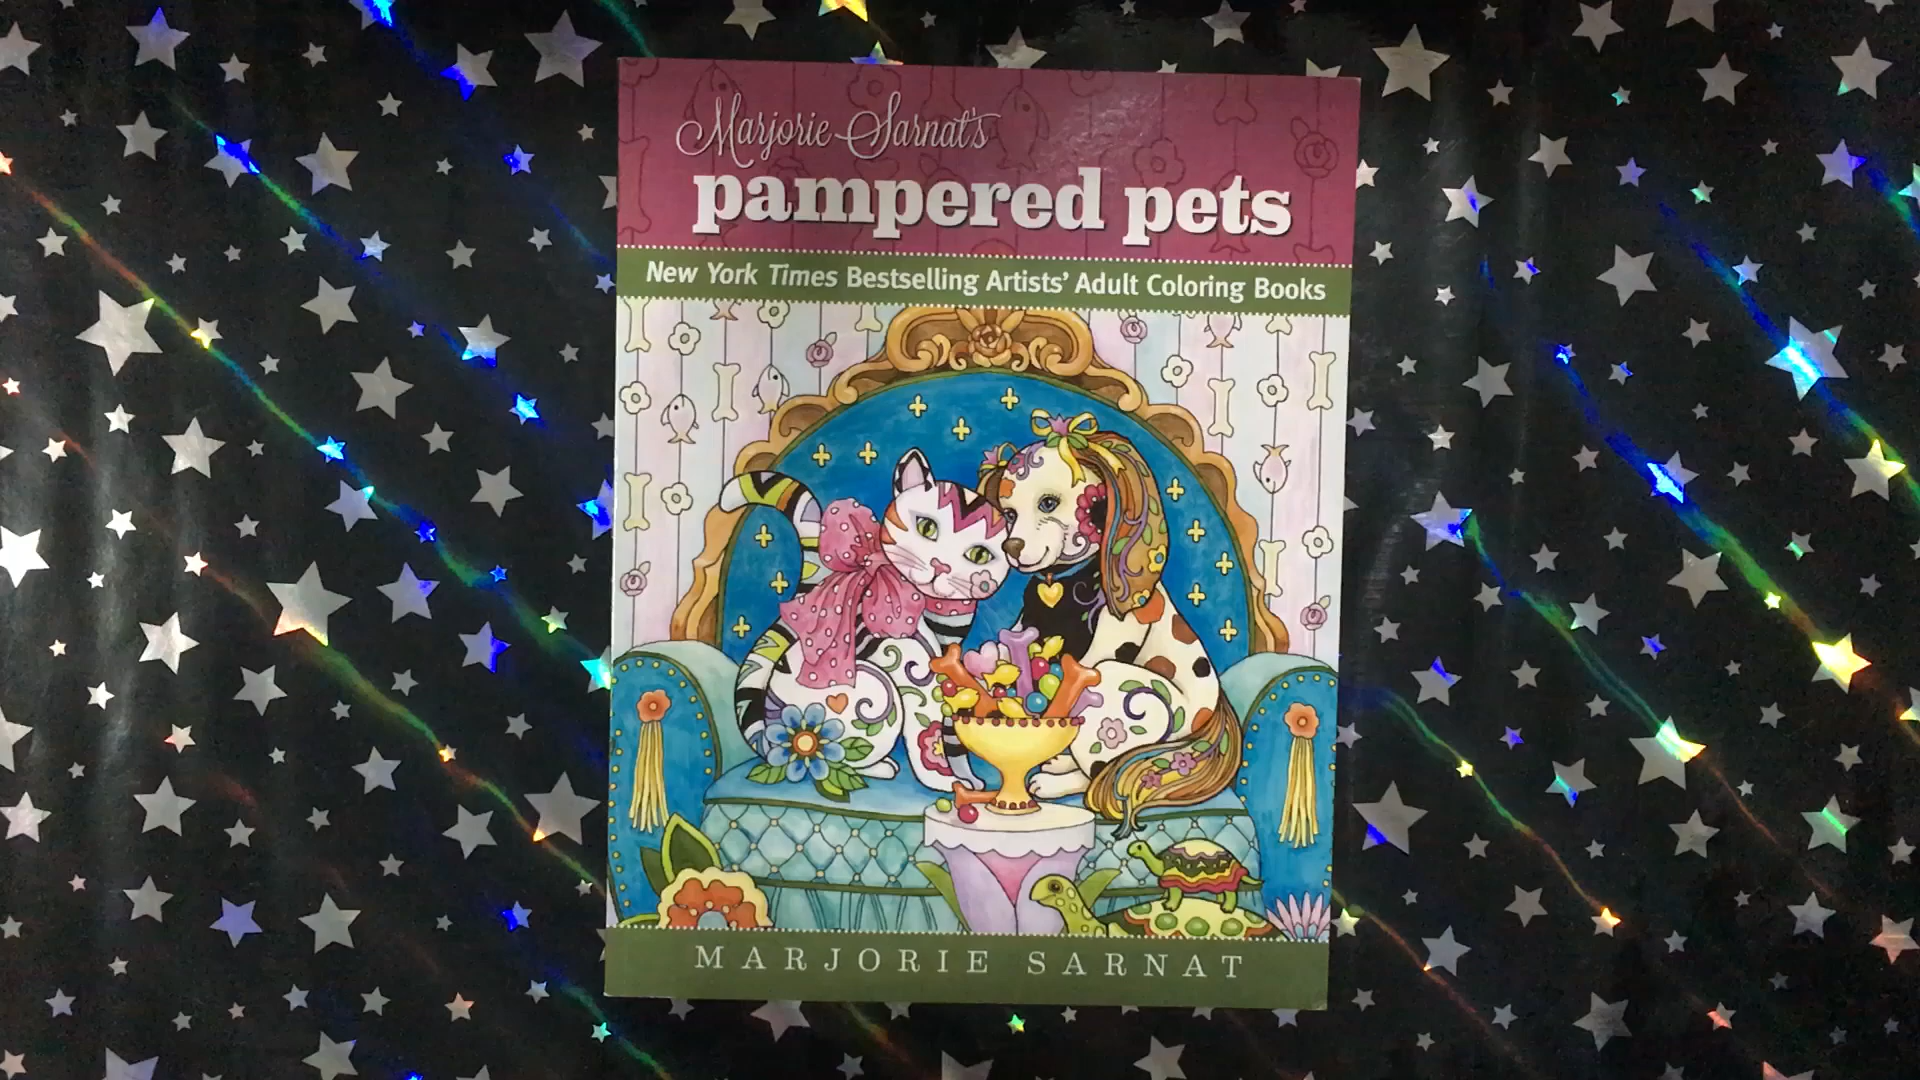 Marjorie Sarnat's
pampered pets
New York Times Bestselling Artists' Adult Coloring Books
MARJORIE SARNAT